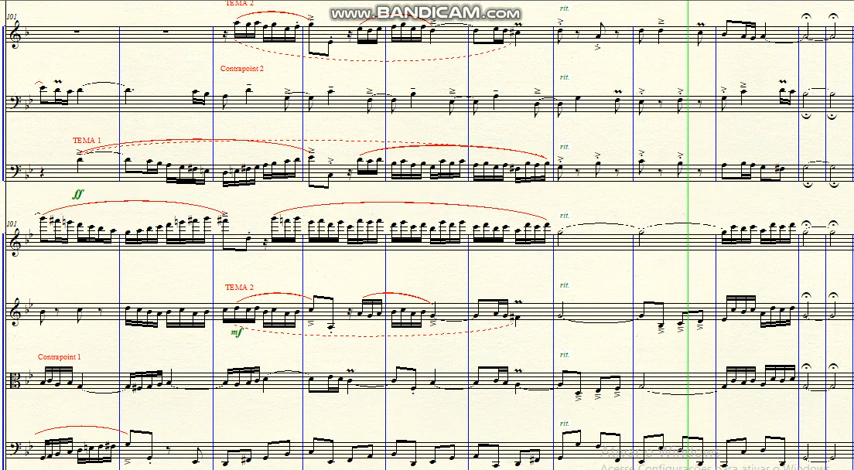 TEMA 2
www.BANDICAM.com
101
rit.
Contrapoint 2
rit.
TEMA 1
rit.
ff
101
rit.
TEMA 2
rit.
mf
Contrapoint 1
rit.
rit.